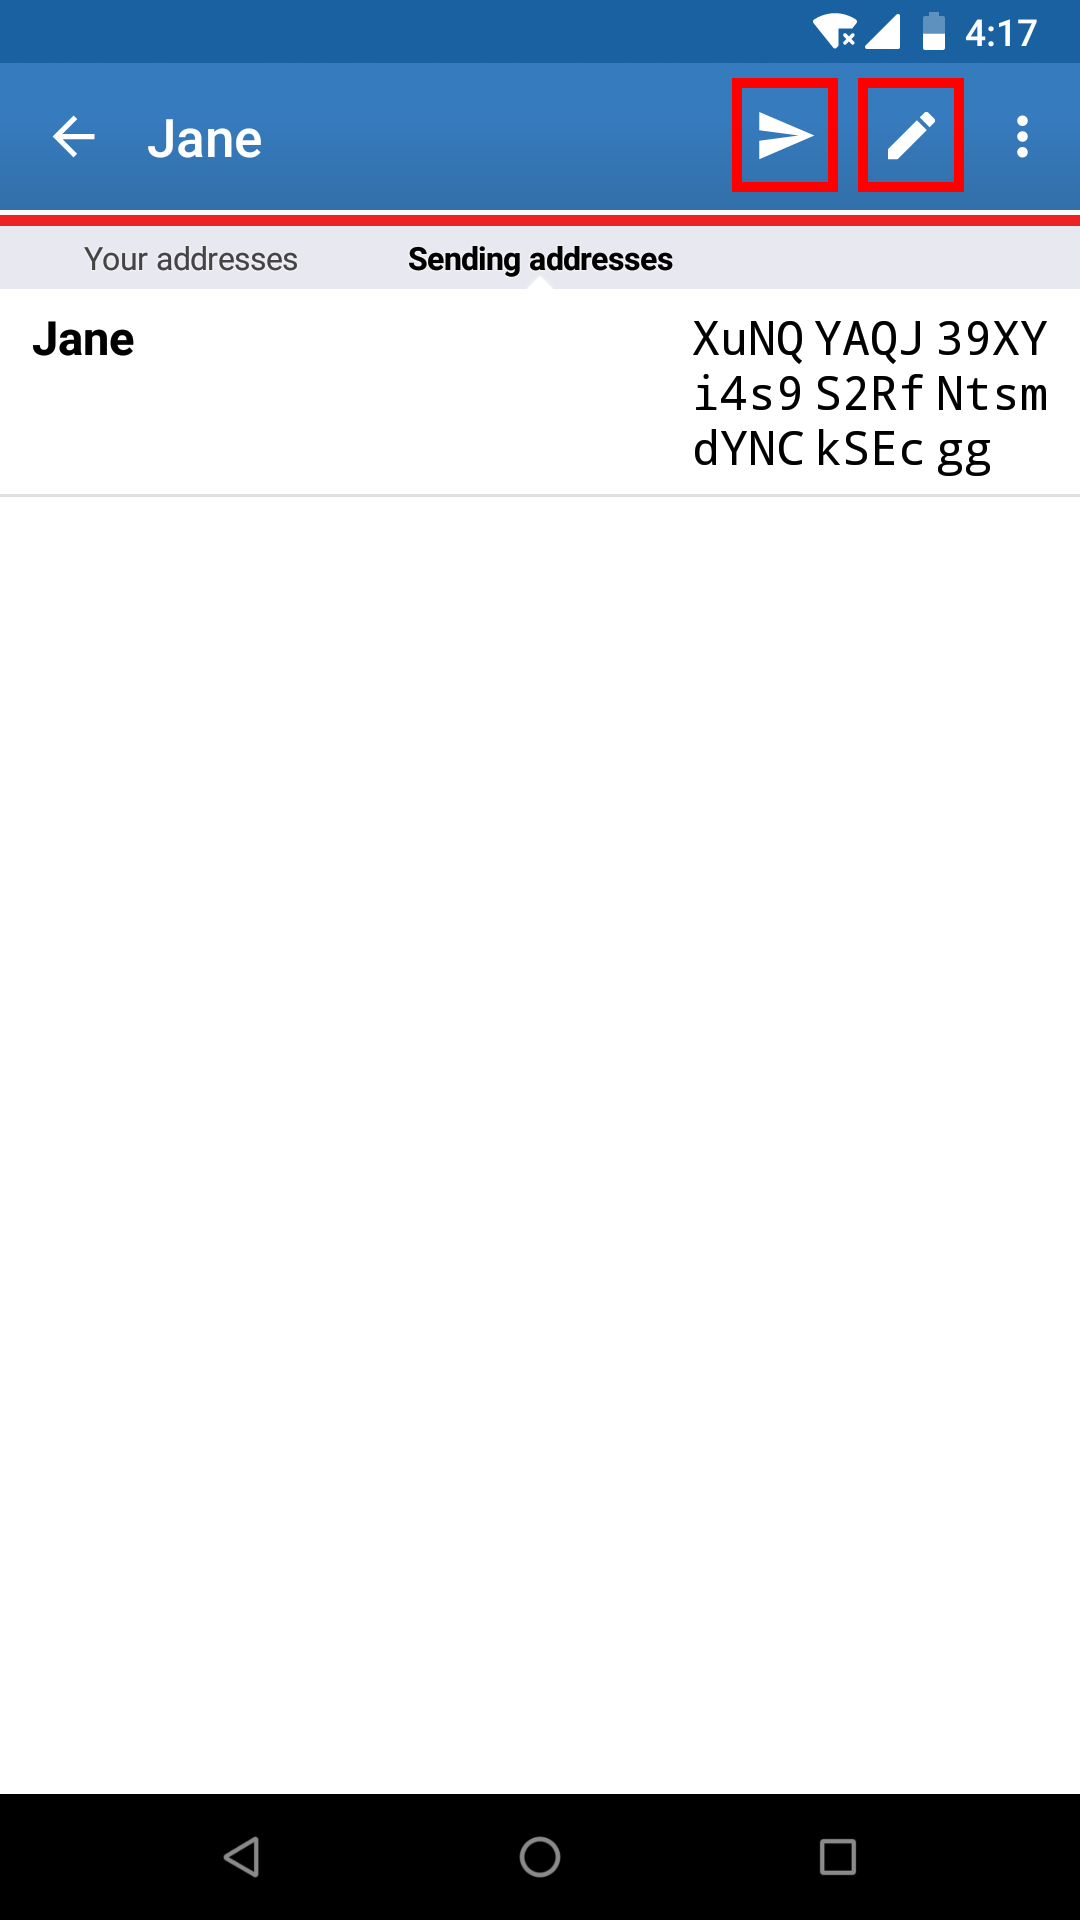 4:17
Jane
Your addresses Sending addresses
Jane XuNQ YAQJ 39XY
i4s9 S2Rf Ntsm
dYNC kSEc gg